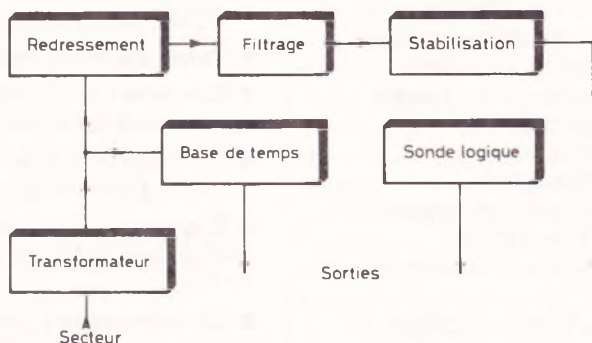 Redressement
Filtrage
Stabilisation
Base de temps
Sonde logique
Transformateur
Sorties
Secteur